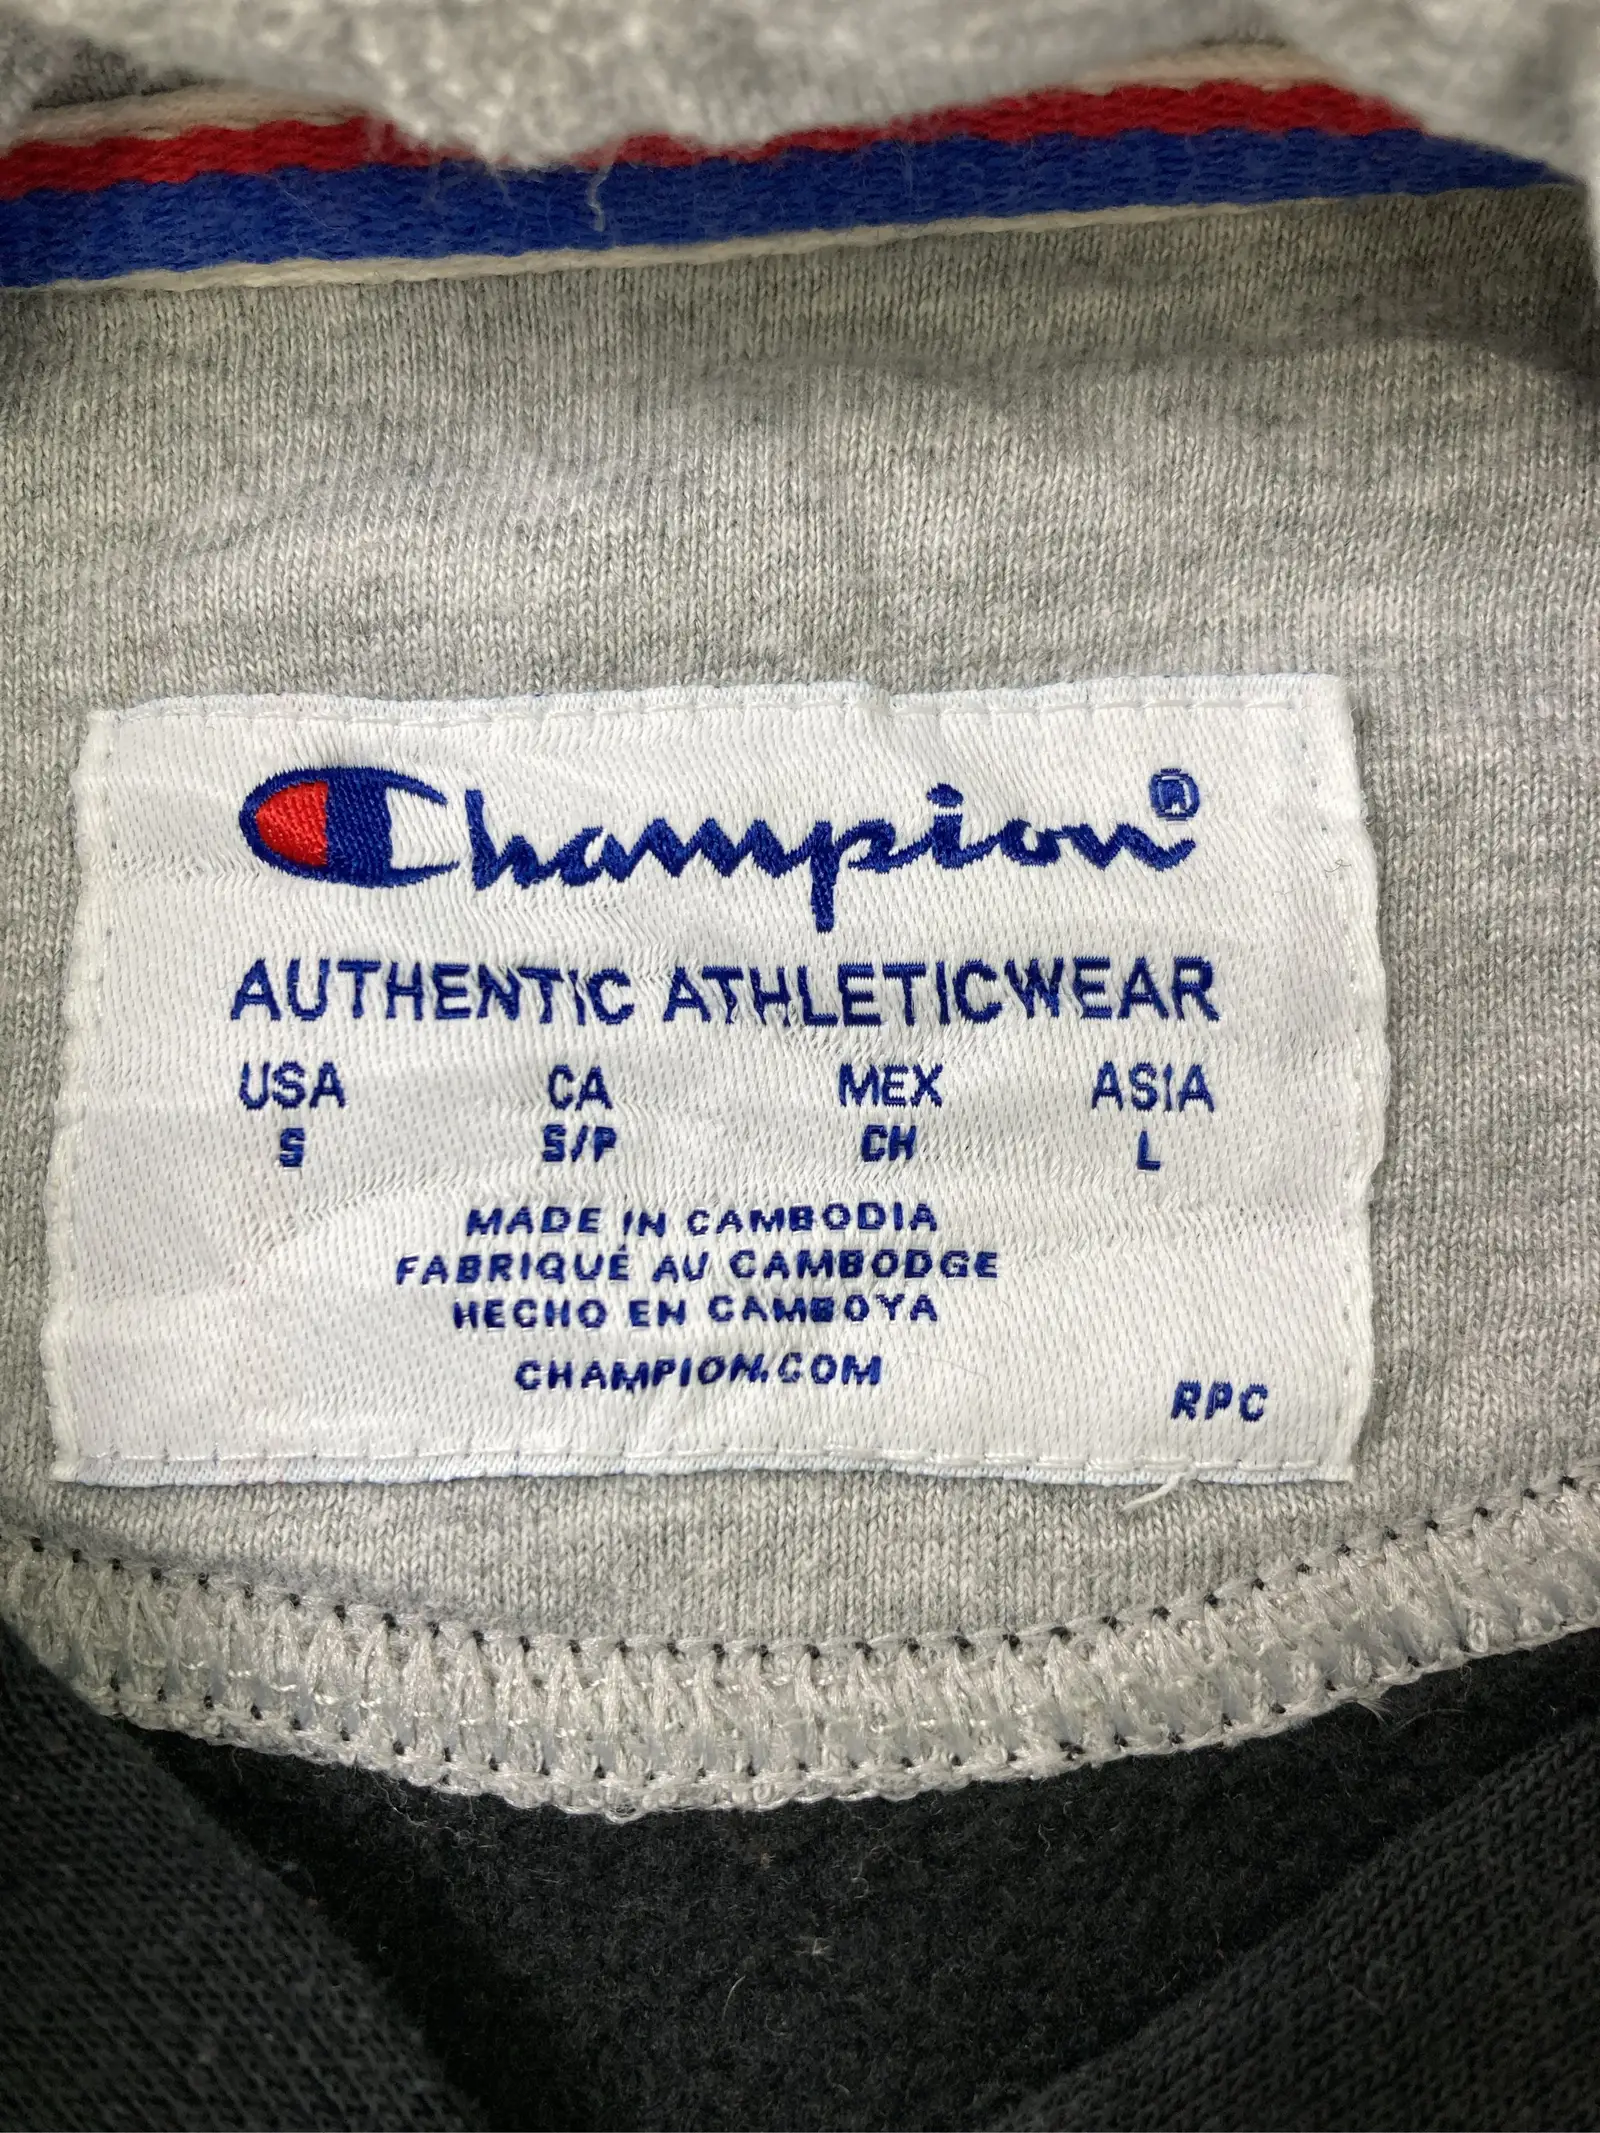 Champion®
AUTHENTIC ATHLETICWEAR
USA CA MEX ASIA
S S/P CH L
MADE IN CAMBODIA
FABRIQUÉ AU CAMBODGE
HECHO EN CAMBOYA
CHAMPION.COM
RPC